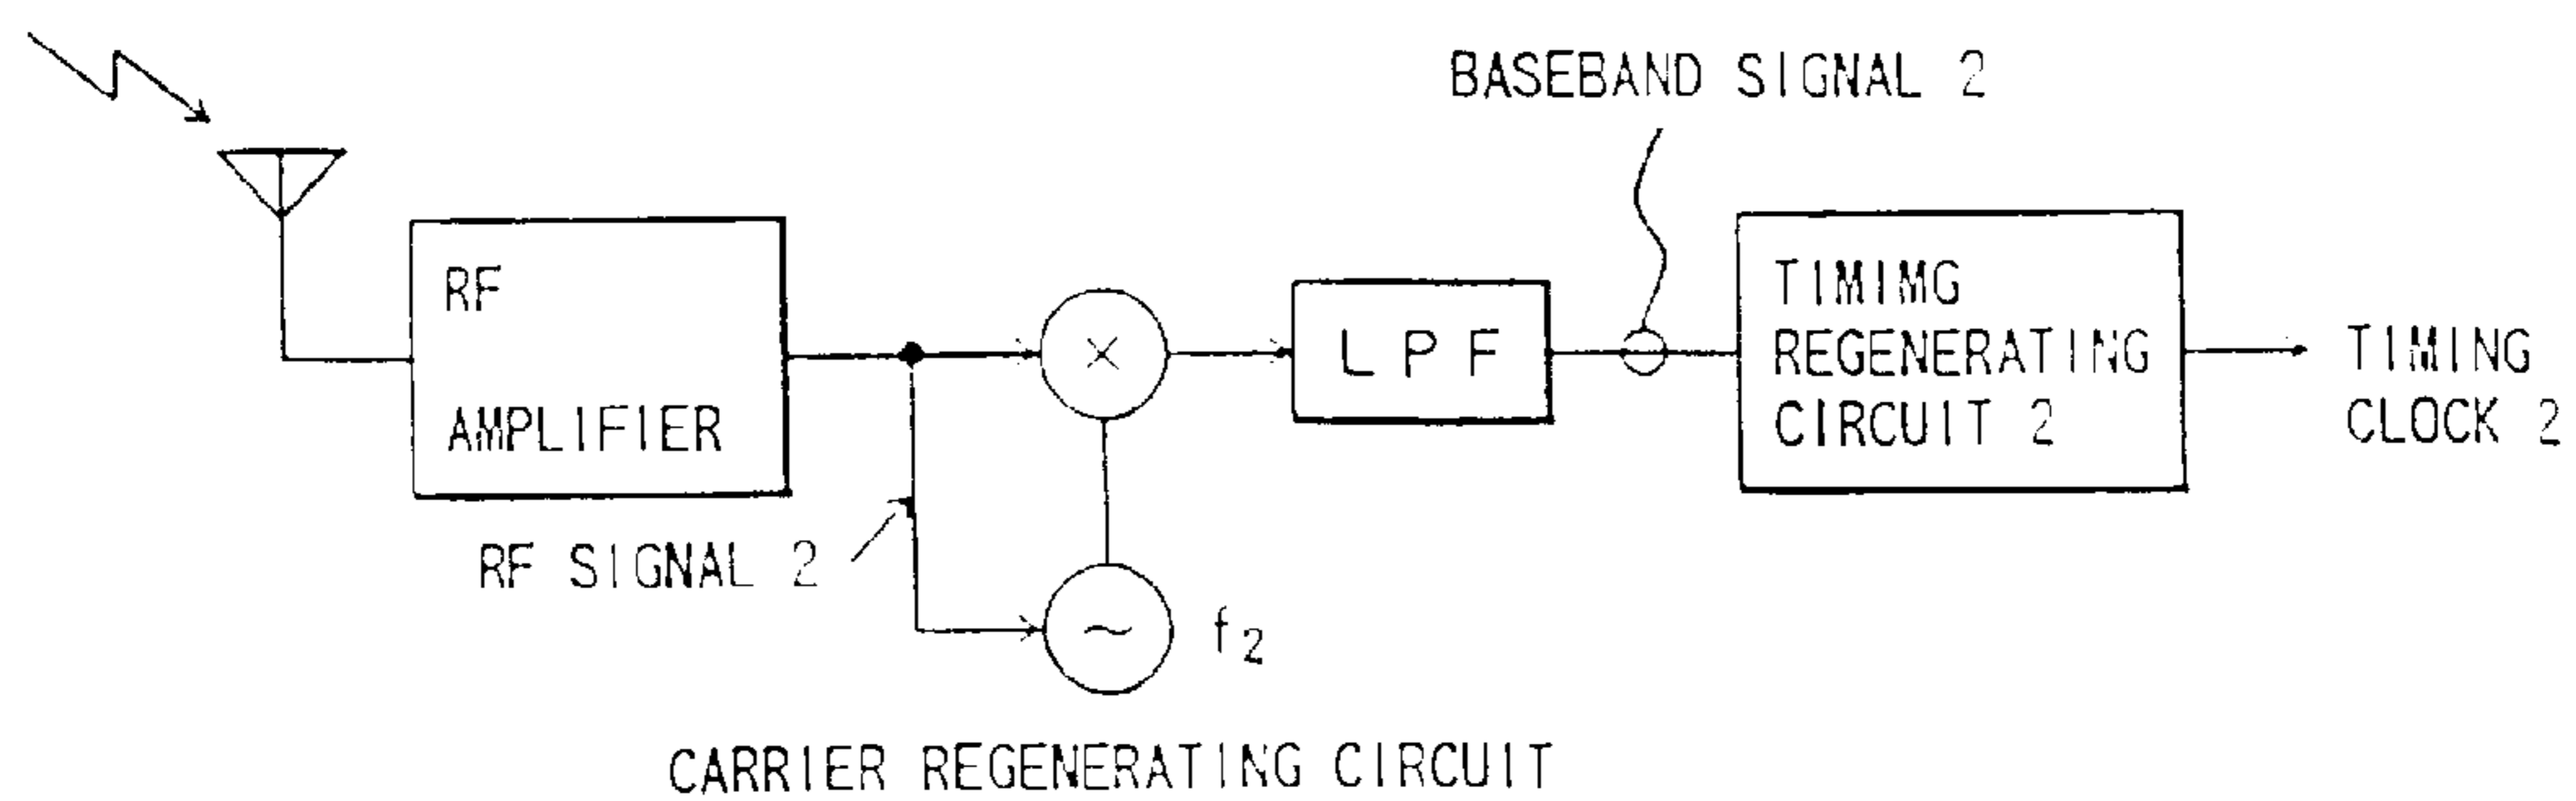 BASEBAND SIGNAL 2
RF
AMPLIFIER
×
L P F
TIMIMG
REGENERATING
CIRCUIT 2
TIMING
CLOCK 2
RF SIGNAL 2
~
f2
CARRIER REGENERATING CIRCUIT